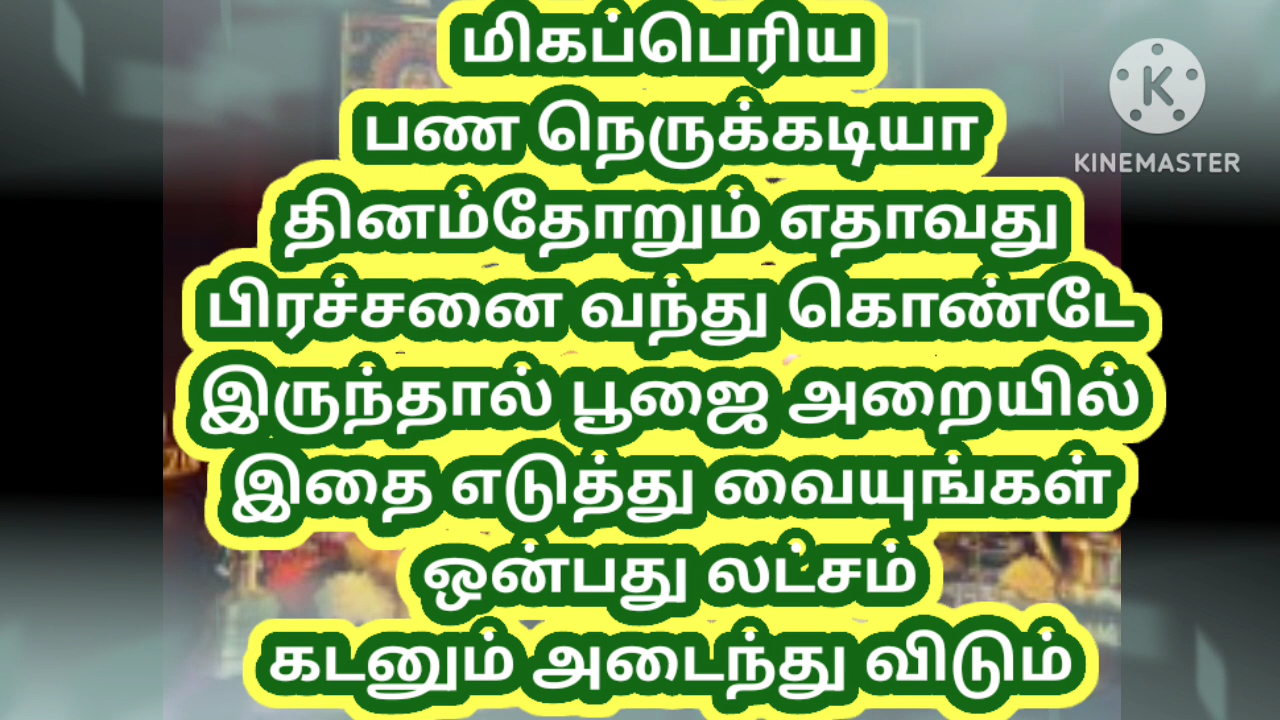 மிகப்பெரிய
பண நெருக்கடியா
தினம்தோறும் எதாவது
பிரச்சனை வந்து கொண்டே
இருந்தால் பூஜை அறையில்
இதை எடுத்து வையுங்கள்
ஒன்பது லட்சம்
கடனும் அடைந்து விடும்
K
KINEMASTER